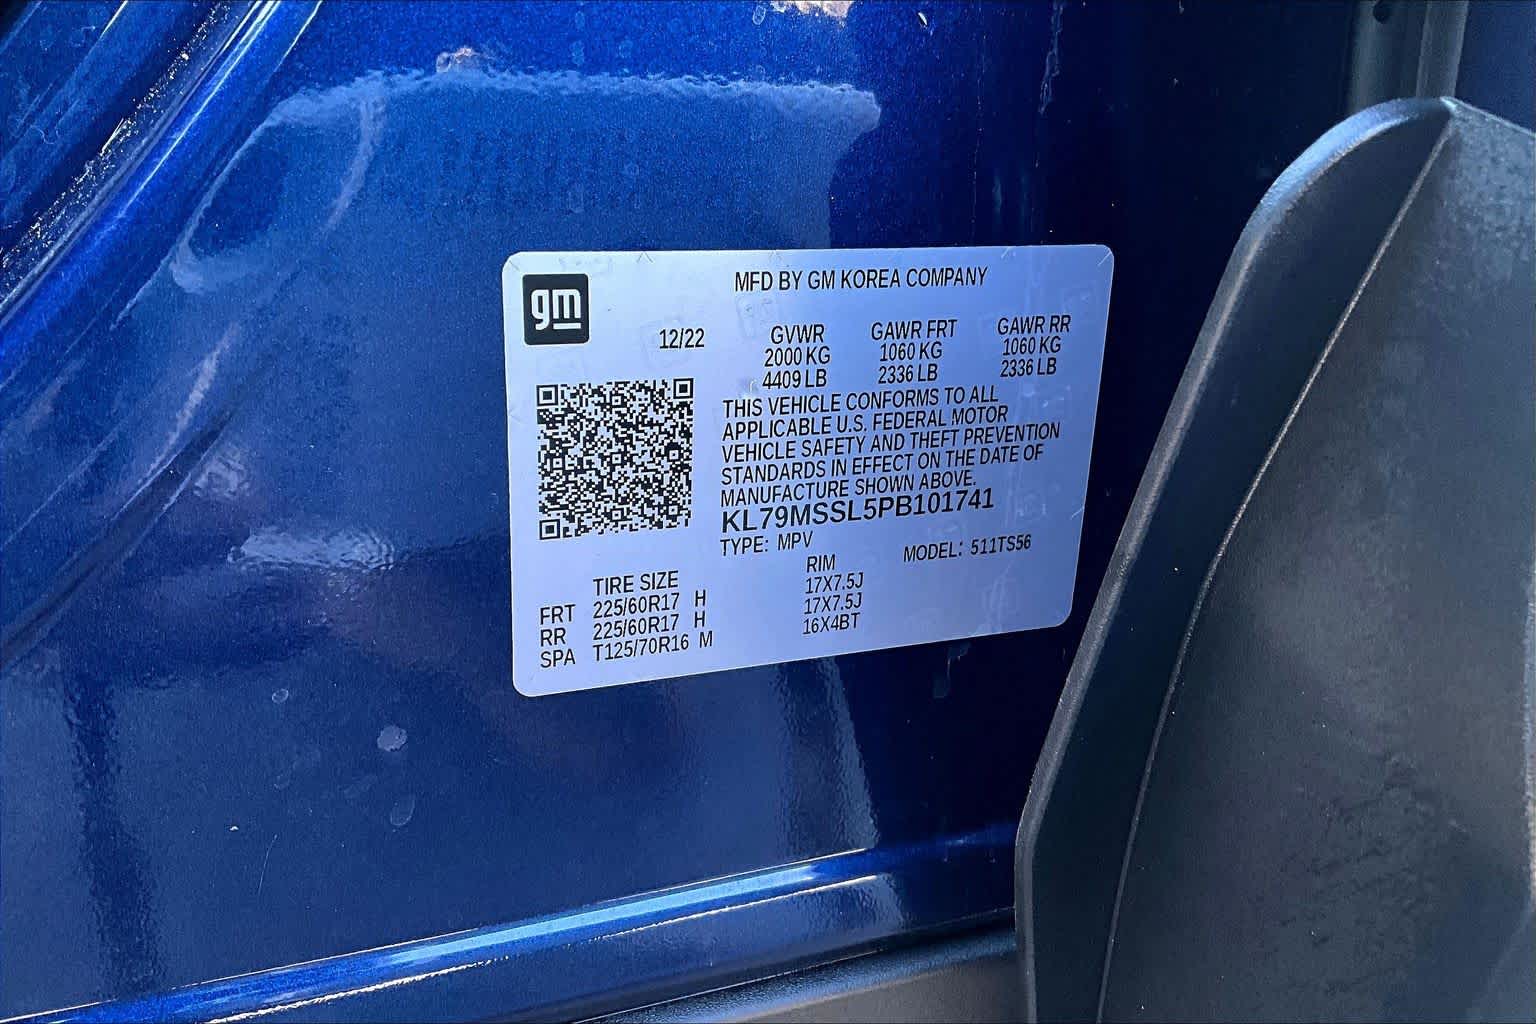 gm
MFD BY GM KOREA COMPANY
12/22
GVWR GAWR FRT GAWR RR
2000 KG 1060 KG 1060 KG
4409 LB 2336 LB 2336 LB
THIS VEHICLE CONFORMS TO ALL
APPLICABLE U.S. FEDERAL MOTOR
VEHICLE SAFETY AND THEFT PREVENTION
STANDARDS IN EFFECT ON THE DATE OF
MANUFACTURE SHOWN ABOVE.
KL79MSSL5PB101741
TYPE: MPV MODEL: 511TS56
TIRE SIZE RIM
FRT 225/60R17 H 17X7.5J
RR 225/60R17 H 17X7.5J
SPA T125/70R16 M 16X4BT